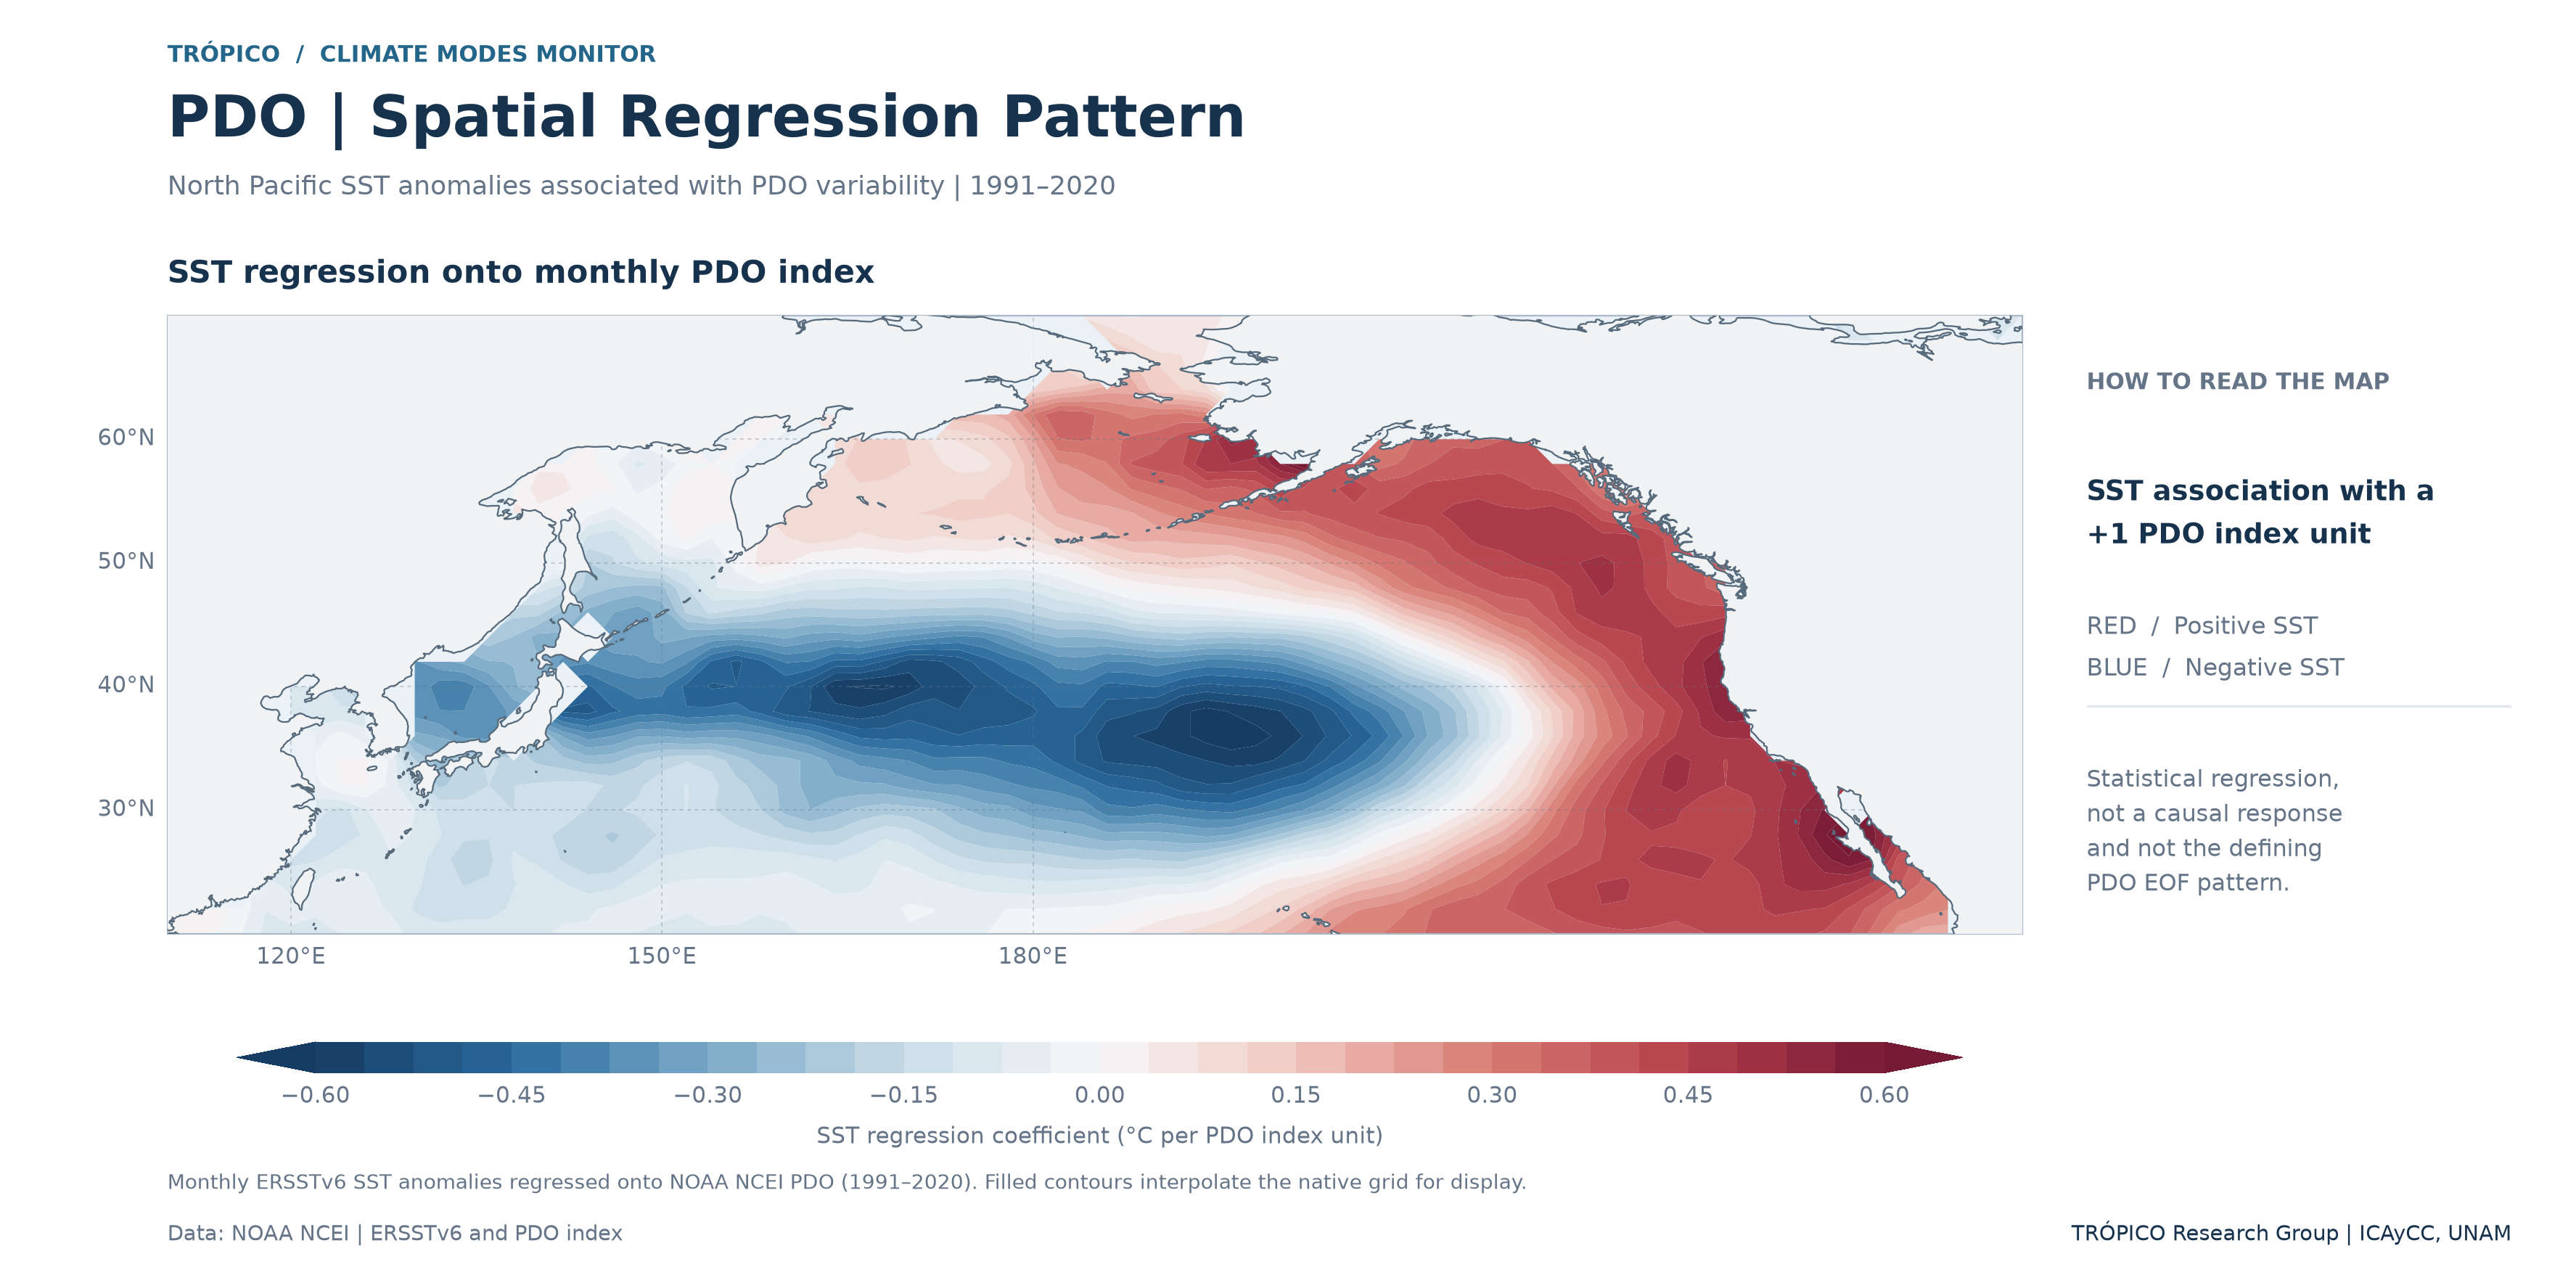 TRÓPICO / CLIMATE MODES MONITOR
PDO | Spatial Regression Pattern
North Pacific SST anomalies associated with PDO variability | 1991–2020
SST regression onto monthly PDO index
60°N
50°N
40°N
30°N
120°E
150°E
180°E
HOW TO READ THE MAP
SST association with a
+1 PDO index unit
RED / Positive SST
BLUE / Negative SST
Statistical regression,
not a causal response
and not the defining
PDO EOF pattern.
−0.60
−0.45
−0.30
−0.15
0.00
0.15
0.30
0.45
0.60
SST regression coefficient (°C per PDO index unit)
Monthly ERSSTv6 SST anomalies regressed onto NOAA NCEI PDO (1991–2020). Filled contours interpolate the native grid for display.
Data: NOAA NCEI | ERSSTv6 and PDO index
TRÓPICO Research Group | ICAyCC, UNAM